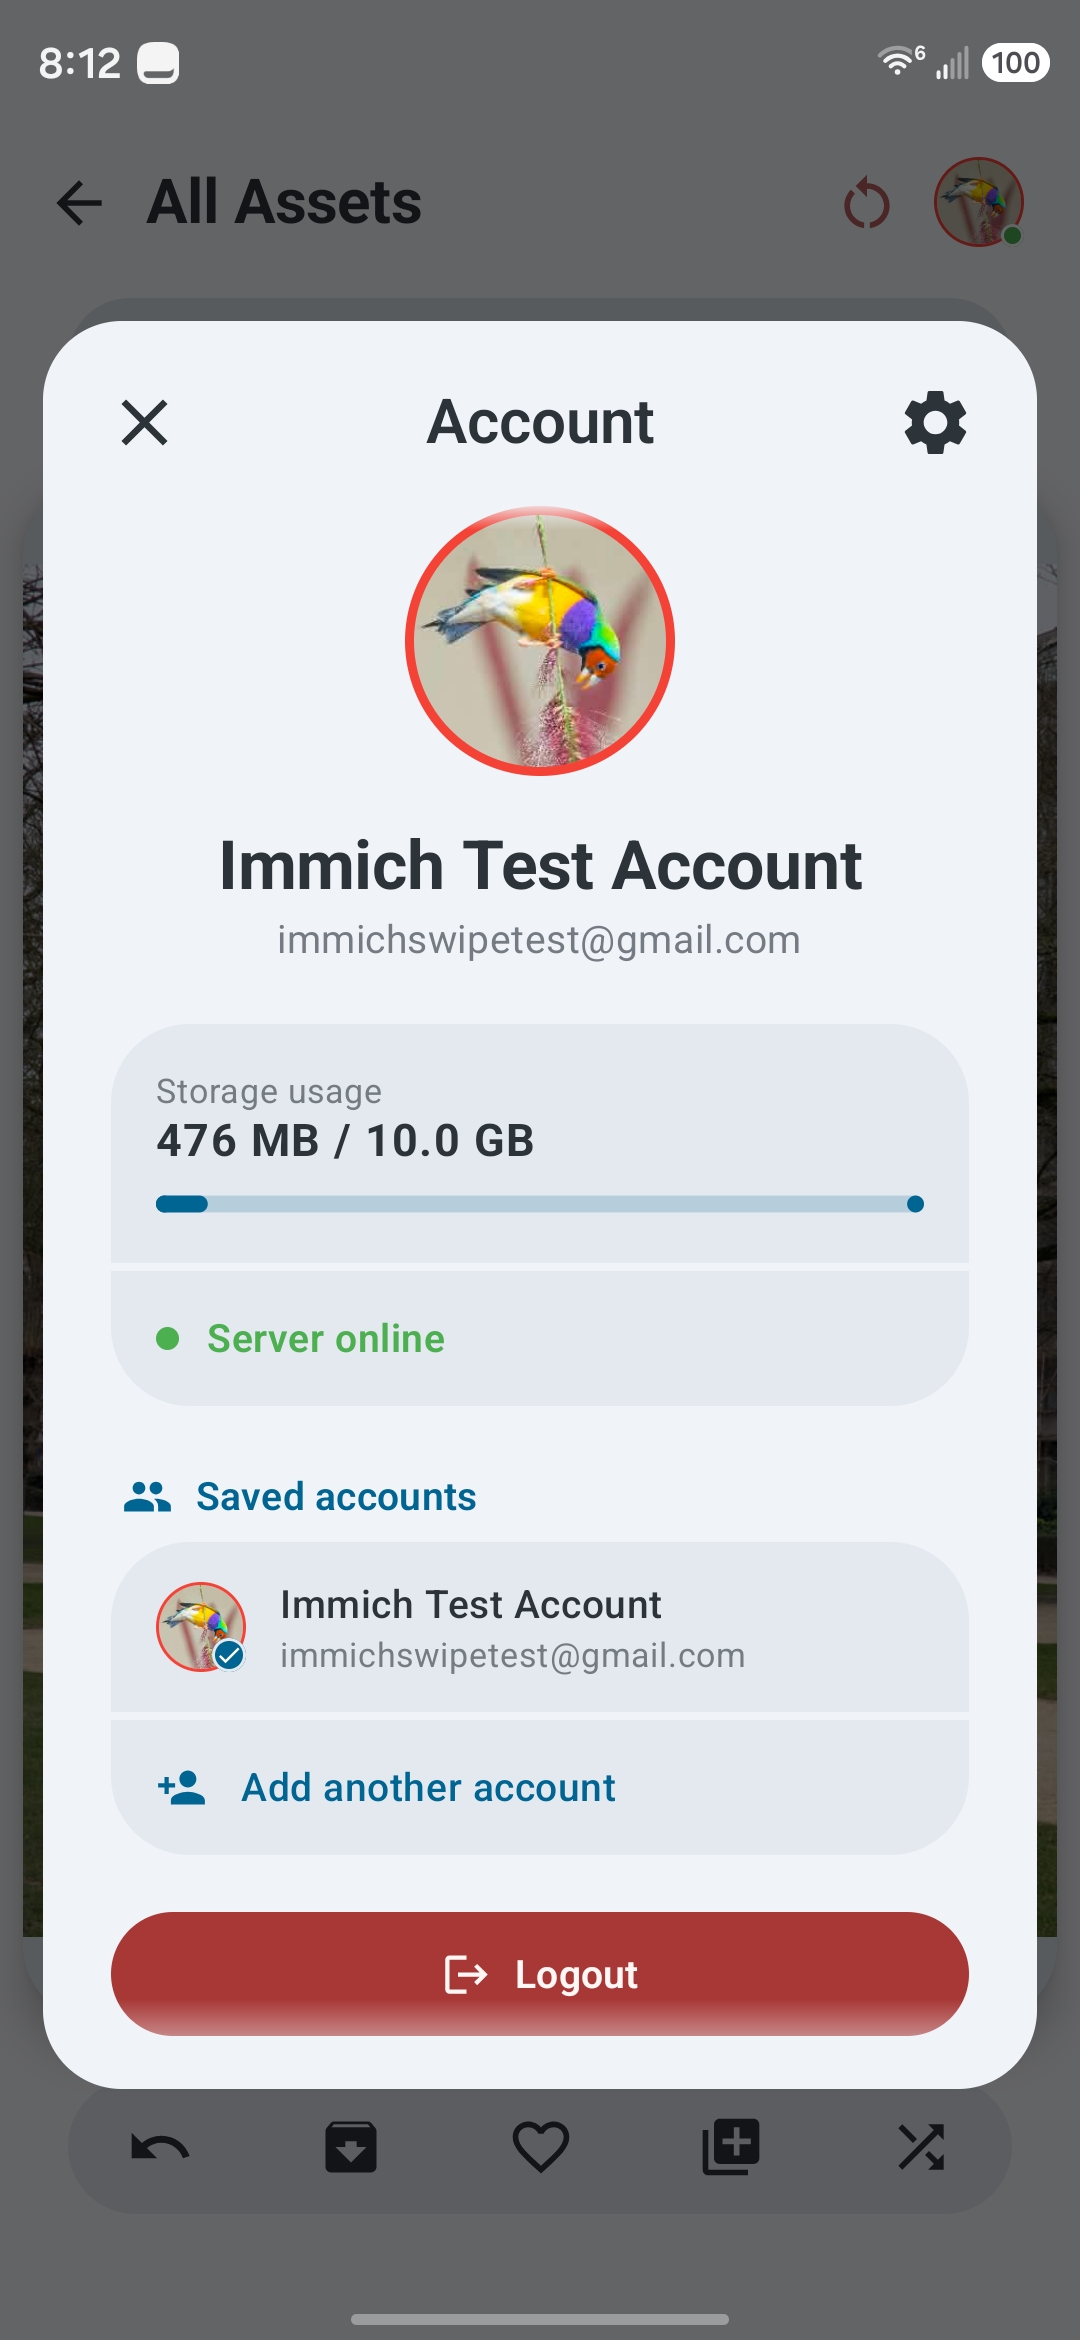 8:12
6
100
All Assets
Account
Immich Test Account
immichswipetest@gmail.com
Storage usage
476 MB / 10.0 GB
Server online
Saved accounts
Immich Test Account
immichswipetest@gmail.com
Add another account
Logout